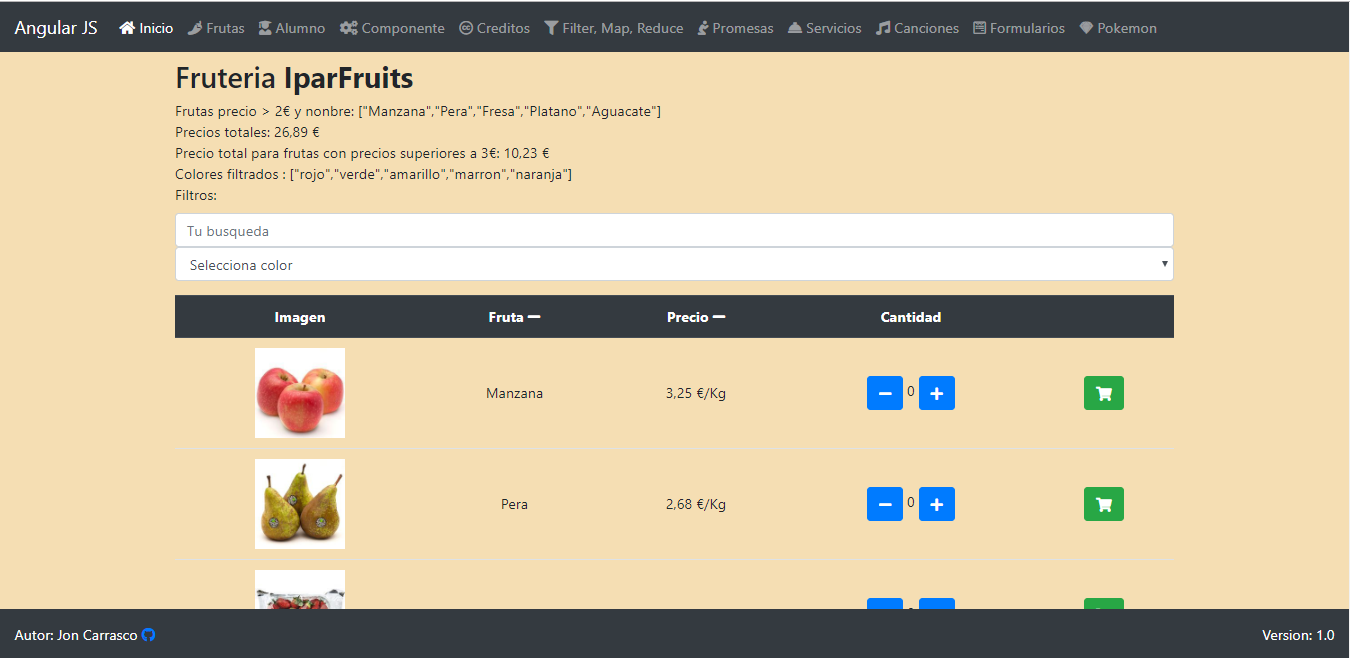 Angular JS Inicio Frutas Alumno Componente Creditos Filter, Map, Reduce Promesas Servicios Canciones Formularios Pokemon
Fruteria IparFruits
Frutas precio > 2€ y nonbre: ["Manzana","Pera","Fresa","Platano","Aguacate"]
Precios totales: 26,89 €
Precio total para frutas con precios superiores a 3€: 10,23 €
Colores filtrados : ["rojo","verde","amarillo","marron","naranja"]
Filtros:
Tu busqueda
Selecciona color
Imagen Fruta Precio Cantidad
Manzana 3,25 €/Kg 0
Pera 2,68 €/Kg 0
Autor: Jon Carrasco Version: 1.0